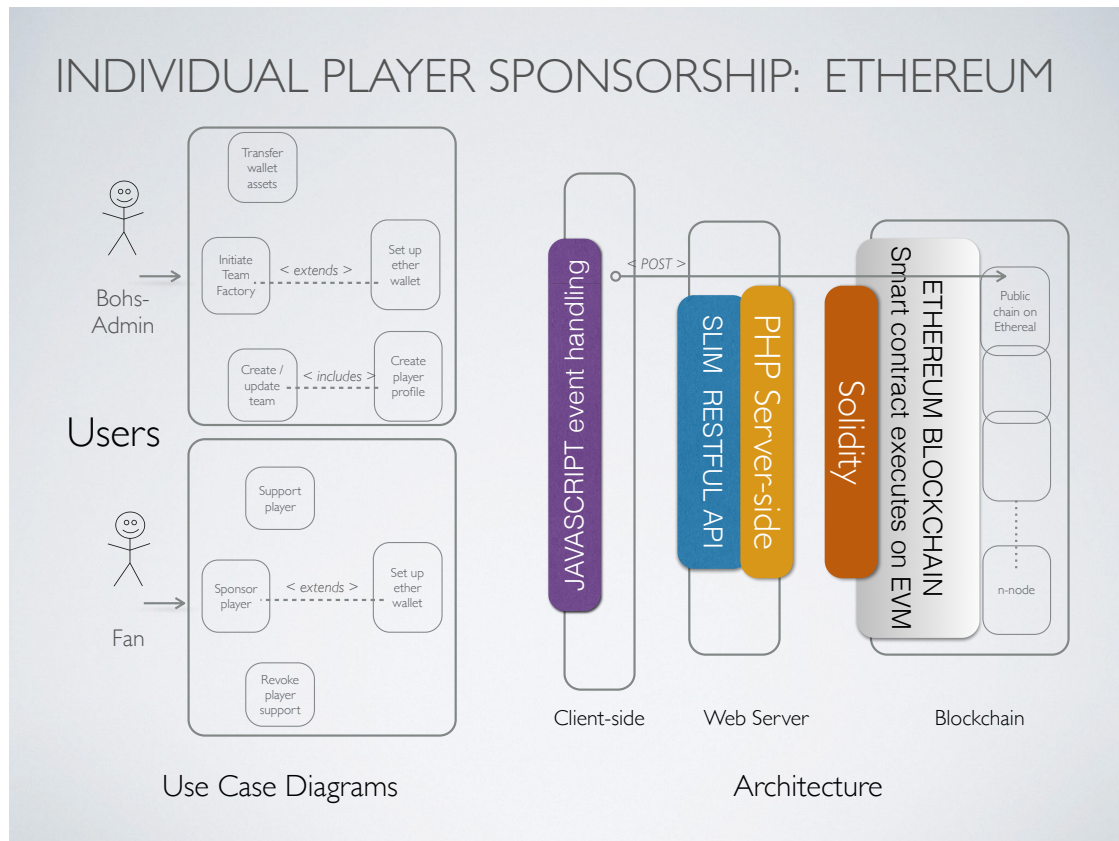 INDIVIDUAL PLAYER SPONSORSHIP: ETHEREUM
Transfer
wallet
assets
Initiate
Team
Factory
< extends >
Set up
ether
wallet
Bohs-
Admin
Create /
update
team
< includes >
Create
player
profile
Users
Support
player
Sponsor
player
< extends >
Set up
ether
wallet
Fan
Revoke
player
support
Use Case Diagrams
JAVASCRIPT event handling
< POST >
SLIM RESTFUL API
PHP Server-side
Solidity
ETHEREUM BLOCKCHAIN
Smart contract executes on EVM
Public
chain on
Ethereal
n-node
Client-side
Web Server
Blockchain
Architecture